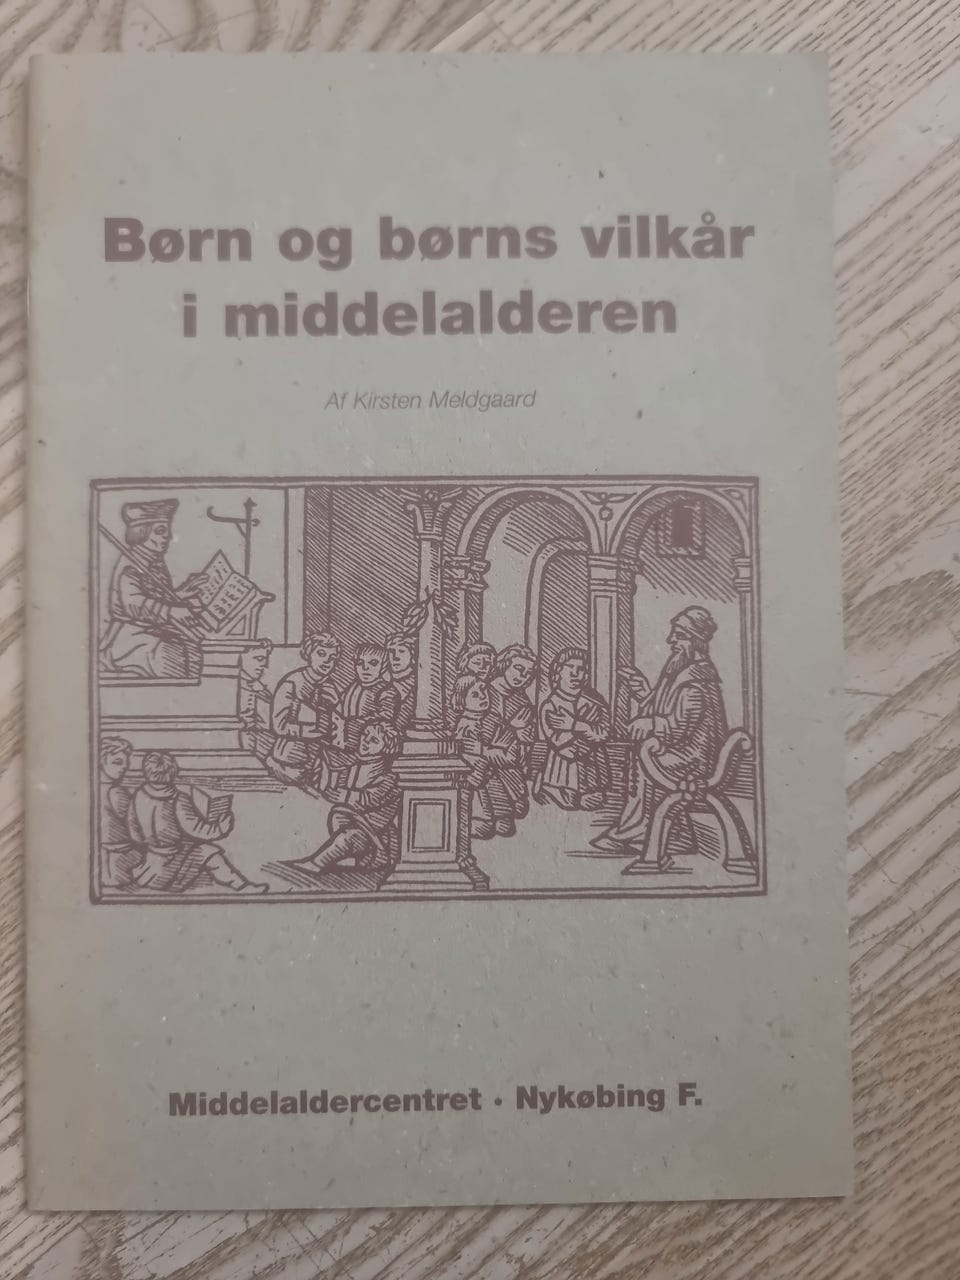 Børn og børns vilkår
i middelalderen
Af Kirsten Meldgaard
Middelaldercentret • Nykøbing F.